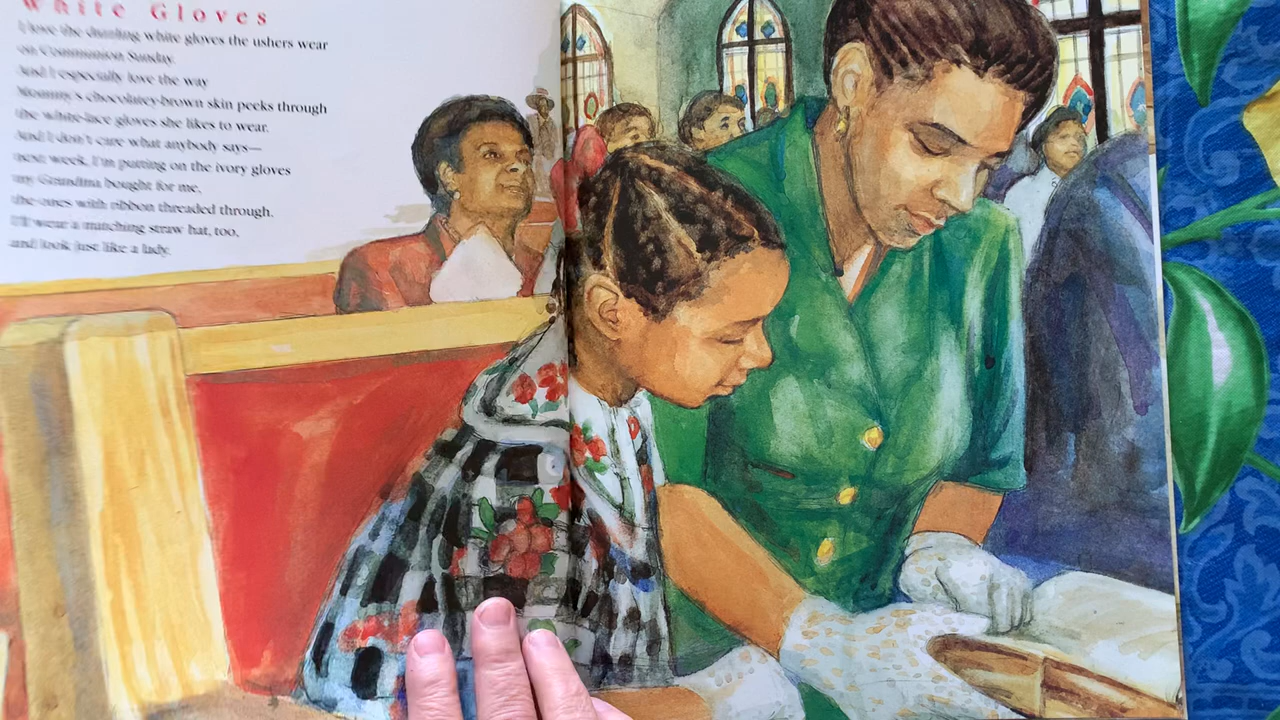 White Gloves
I love the dazzling white gloves the ushers wear
on Communion Sunday.
And I especially love the way
Mommy's chocolatey-brown skin peeks through
the white-lace gloves she likes to wear.
And I don't care what anybody says—
next week, I'm putting on the ivory gloves
my Grandma bought for me,
the ones with ribbon threaded through.
I'll wear a matching straw hat, too,
and look just like a lady.